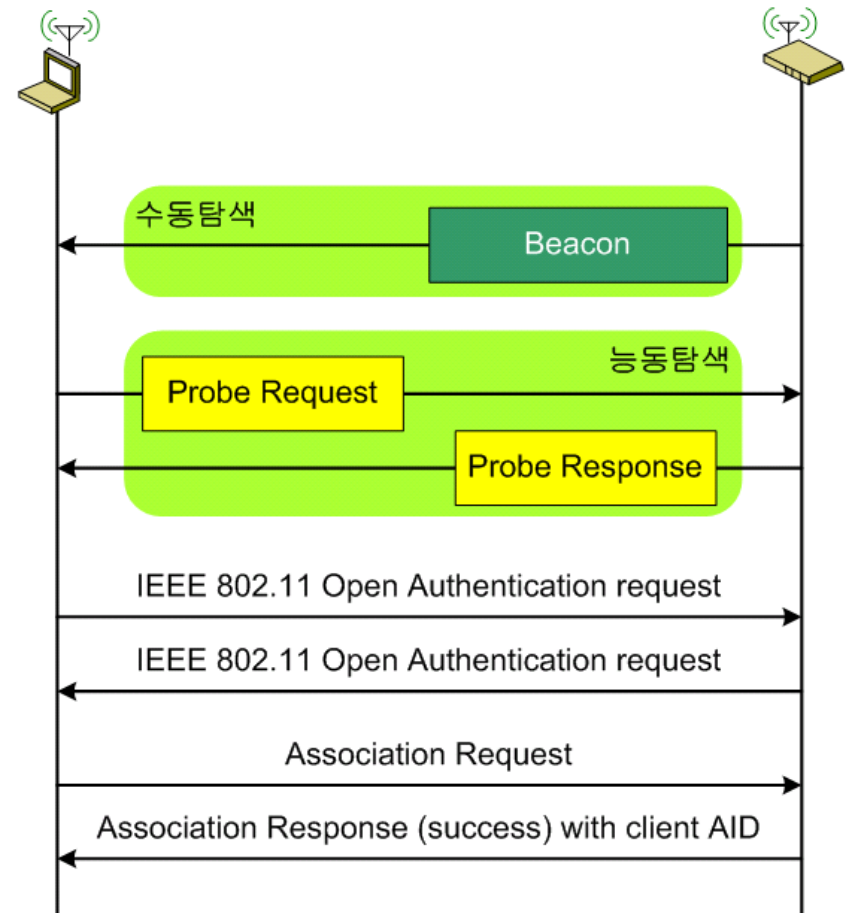 수동탐색
Beacon
능동탐색
Probe Request
Probe Response
IEEE 802.11 Open Authentication request
IEEE 802.11 Open Authentication request
Association Request
Association Response (success) with client AID